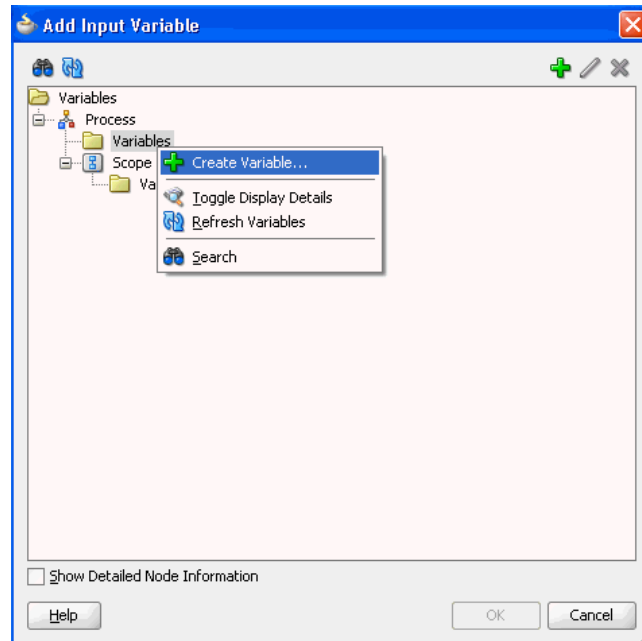 Add Input Variable
Variables
Process
Variables
Scope
Va
Create Variable...
Toggle Display Details
Refresh Variables
Search
Show Detailed Node Information
Help
OK
Cancel